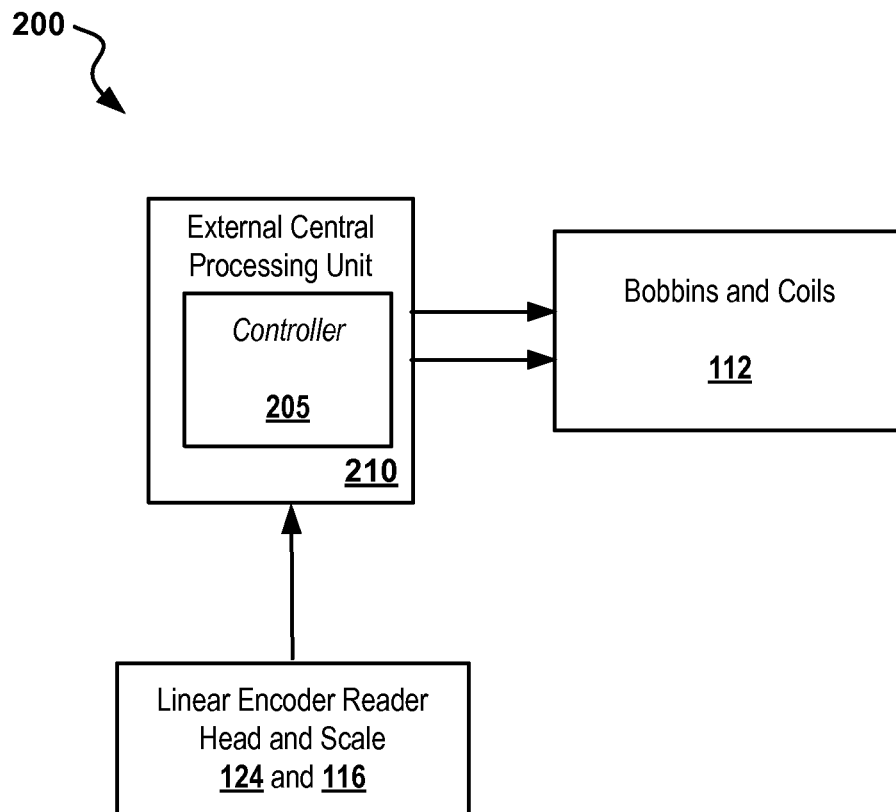 200
External Central
Processing Unit
Controller
205
210
Bobbins and Coils
112
Linear Encoder Reader
Head and Scale
124 and 116